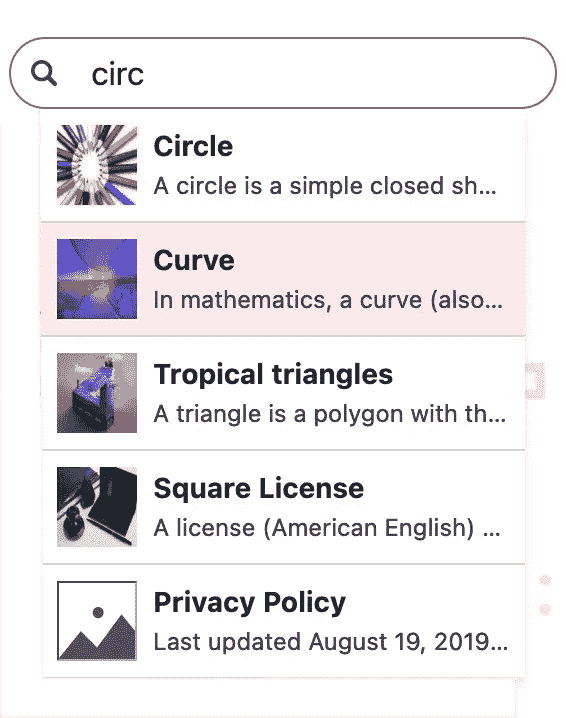 circ
Circle
A circle is a simple closed sh...
Curve
In mathematics, a curve (also...
Tropical triangles
A triangle is a polygon with th...
Square License
A license (American English) ...
Privacy Policy
Last updated August 19, 2019...